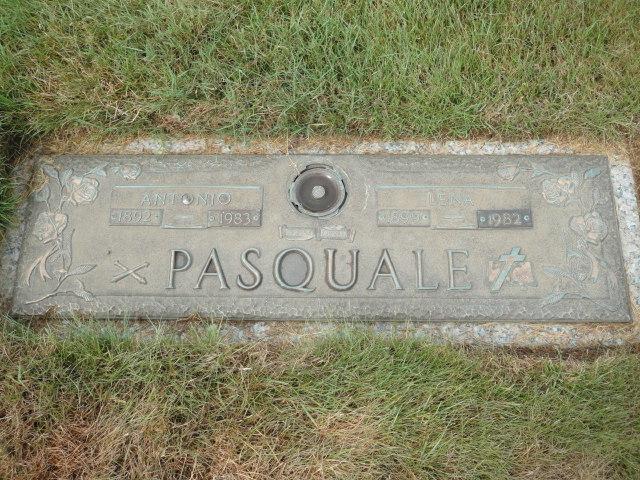 ANTONIO
1892 — 1983
LENA
— 1982
PASQUALE